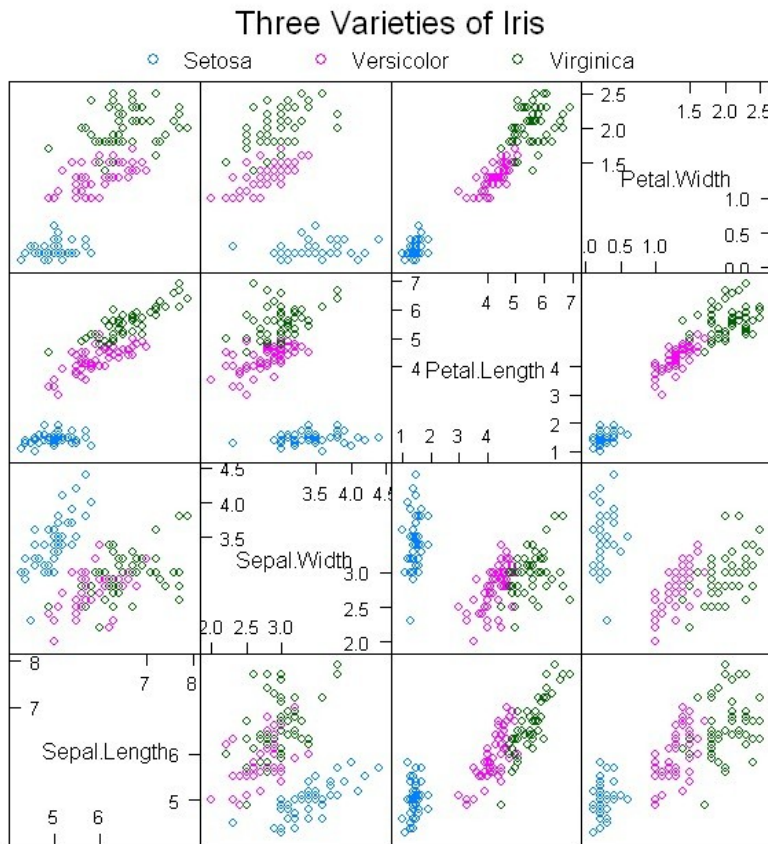 Three Varieties of Iris
Setosa Versicolor Virginica
1.5 2.0 2.5
2.5
2.0
1.5
Petal.Width
1.0
0.5
0.0
.0 0.5 1.0
7
6
5
4
4 5 6 7
Petal.Length
4
3
2
1
1 2 3 4
4.5
4.0
3.5
3.5 4.0 4.5
Sepal.Width
3.0
2.5
2.0
2.0 2.5 3.0
8
7
7 8
Sepal.Length
6
5
5 6